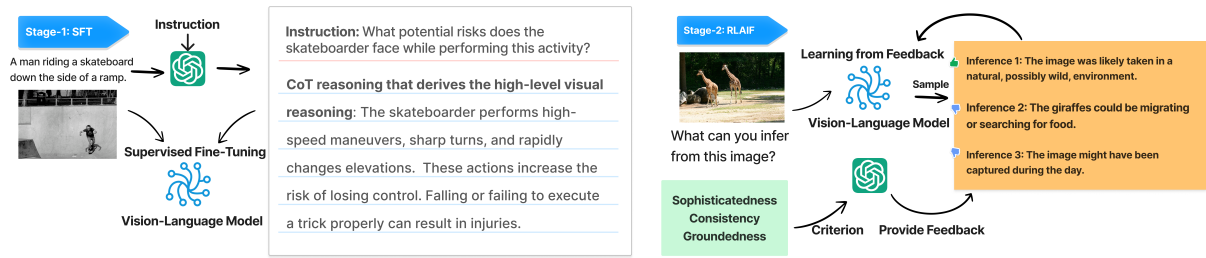 Stage-1: SFT
Instruction
A man riding a skateboard
down the side of a ramp.
Supervised Fine-Tuning
Vision-Language Model
Instruction: What potential risks does the
skateboarder face while performing this activity?
CoT reasoning that derives the high-level visual
reasoning: The skateboarder performs high-
speed maneuvers, sharp turns, and rapidly
changes elevations. These actions increase the
risk of losing control. Falling or failing to execute
a trick properly can result in injuries.
Stage-2: RLAIF
Learning from Feedback
Sample
Vision-Language Model
What can you infer
from this image?
Inference 1: The image was likely taken in a
natural, possibly wild, environment.
Inference 2: The giraffes could be migrating
or searching for food.
Inference 3: The image might have been
captured during the day.
Sophisticatedness
Consistency
Groundedness
Criterion
Provide Feedback